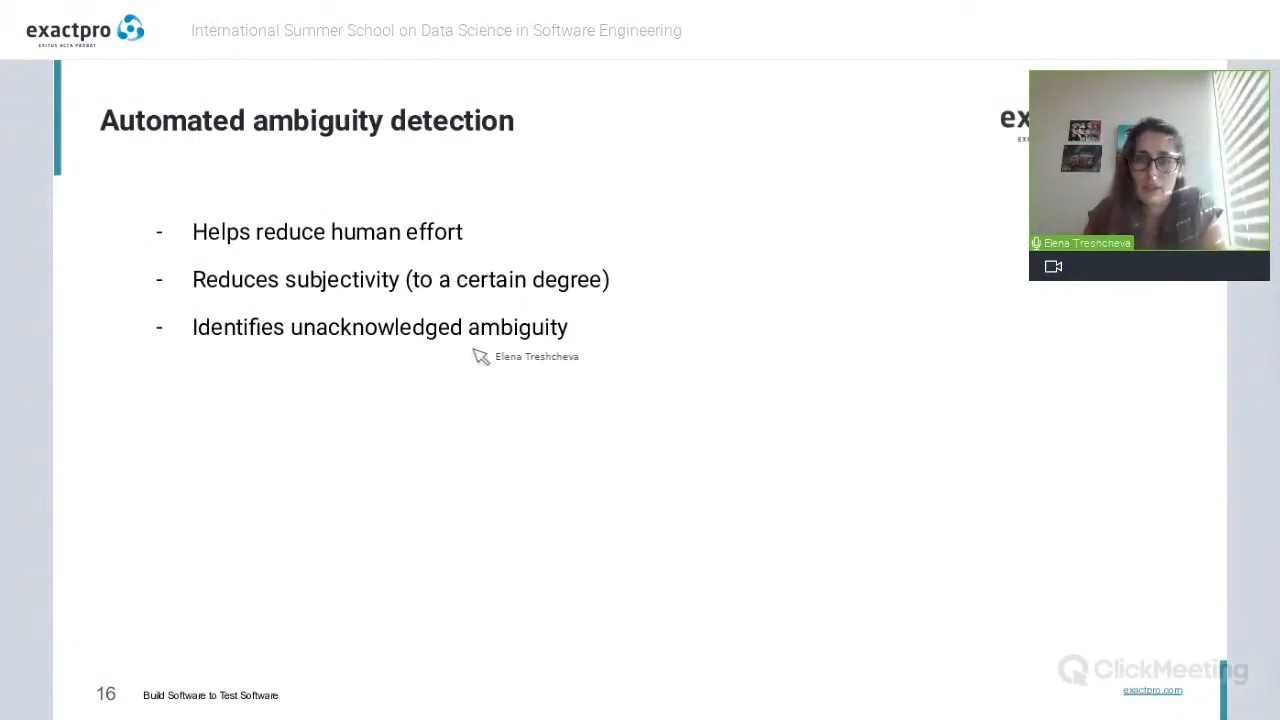 exactpro
EXITUS ACTA PROBAT
International Summer School on Data Science in Software Engineering
Automated ambiguity detection
ex
EX
Elena Treshcheva
- Helps reduce human effort
- Reduces subjectivity (to a certain degree)
- Identifies unacknowledged ambiguity
Elena Treshcheva
ClickMeeting
16
Build Software to Test Software
exactpro.com